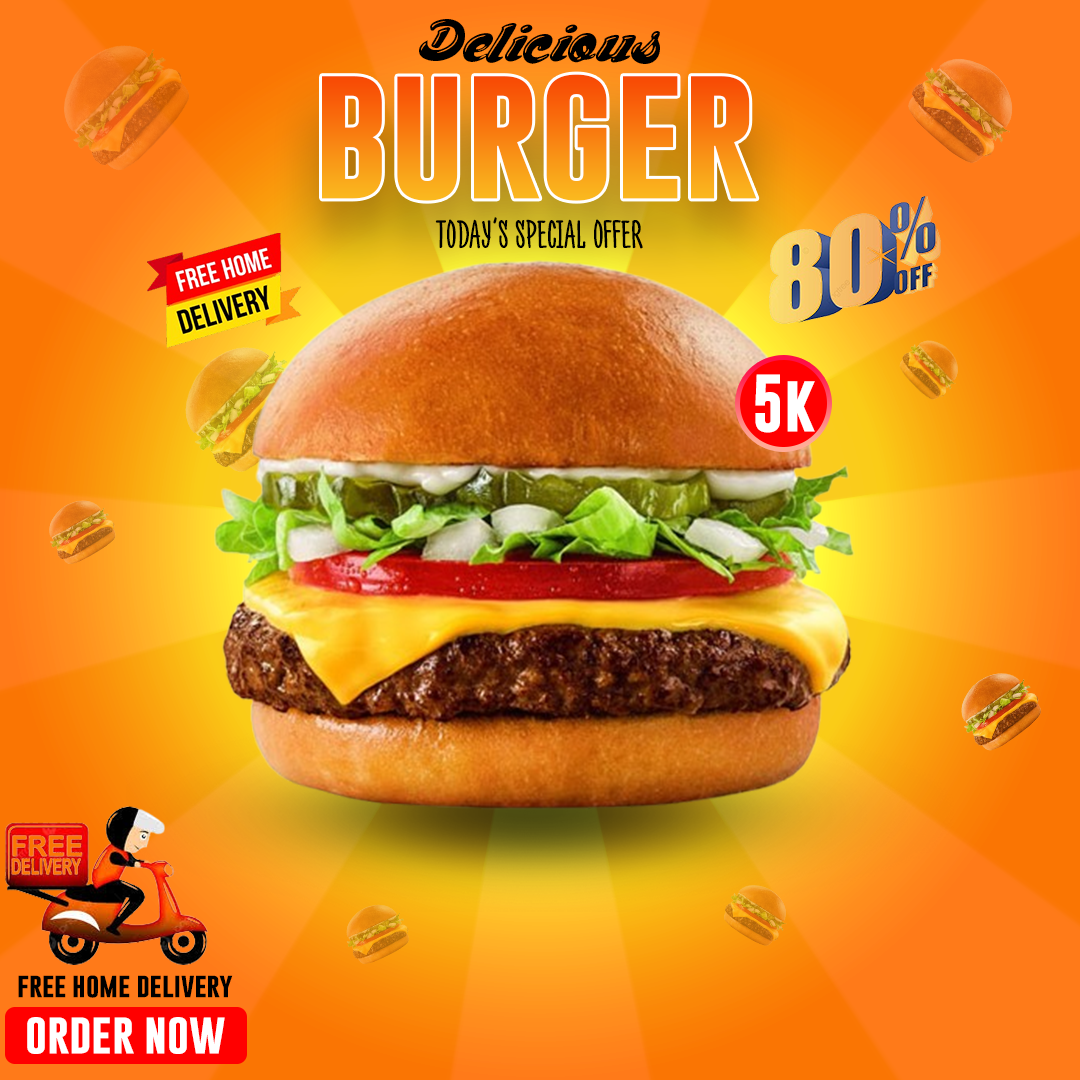 Delicious
BURGER
TODAY'S SPECIAL OFFER
FREE HOME
DELIVERY
80%
OFF
5K
FREE
DELIVERY
FREE HOME DELIVERY
ORDER NOW